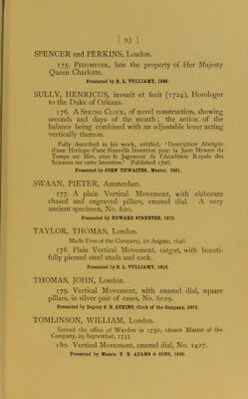 [ 93 ]
SPENCER and PERKINS, London.
175. PEDOMETER, late the property of Her Majesty
Queen Charlotte.
Presented by B. L. VULLIAMY, 1849.
SULLY, HENRICUS, invenit et fecit (1724), Horologer
to the Duke of Orleans.
176. A SPRING CLOCK, of novel construction, showing
seconds and days of the month; the action of the
balance being combined with an adjustable lever acting
vertically thereon.
Fully described in his work, entitled, 'Description Abrégée
d'une Horloge d'une Nouvelle Invention pour la Juste Mesure du
Temps sur Mer, avec le Jugement de l'Académie Royale des
Sciences sur cette Invention.' Published 1726.
Presented by JOHN THWAITES, Master, 1821.
SWAAN, PIETER, Amsterdam.
177. A plain Vertical Movement, with elaborate
chased and engraved pillars, enamel dial. A very
ancient specimen, No. 620.
Presented by EDWARD STREETER, 1875.
TAYLOR, THOMAS, London.
Made Free of the Company, 10 August, 1646.
178. Plain Vertical Movement, catgut, with beauti-
fully pierced steel studs and cock.
Presented by B. L. VULLIAMY,
THOMAS, JOHN, London.
179. Vertical Movement, with enamel dial, square
pillars, in silver pair of cases, No. 6029.
Presented by Deputy S. E. ATKINS, Clerk of the Company, 1875.
TOMLINSON, WILLIAM, London.
Served the office of Warden in 1730; chosen Master of the
Company, 29 September, 1733.
180. Vertical Movement, enamel dial, No. 1427.
Presented by Messrs. F. B. ADAMS & SONS,